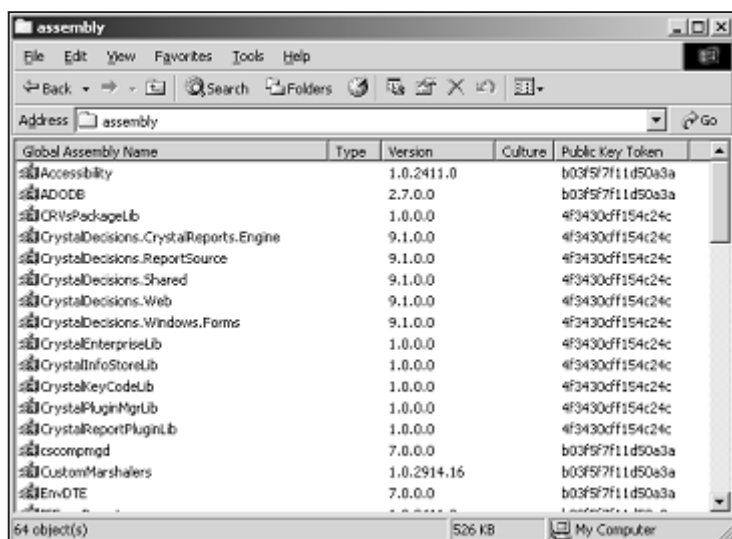 assembly
File Edit View Favorites Tools Help
Back Search Folders
Address assembly Go
Global Assembly Name Type Version Culture Public Key Token
Accessibility 1.0.2411.0 b03f5f7f11d50a3a
ADODB 2.7.0.0 b03f5f7f11d50a3a
CRVsPackageLib 1.0.0.0 4f3430cff154c24c
CrystalDecisions.CrystalReports.Engine 9.1.0.0 4f3430cff154c24c
CrystalDecisions.ReportSource 9.1.0.0 4f3430cff154c24c
CrystalDecisions.Shared 9.1.0.0 4f3430cff154c24c
CrystalDecisions.Web 9.1.0.0 4f3430cff154c24c
CrystalDecisions.Windows.Forms 9.1.0.0 4f3430cff154c24c
CrystalEnterpriseLib 1.0.0.0 4f3430cff154c24c
CrystalInfoStoreLib 1.0.0.0 4f3430cff154c24c
CrystalKeyCodeLib 1.0.0.0 4f3430cff154c24c
CrystalPluginMgrLib 1.0.0.0 4f3430cff154c24c
CrystalReportPluginLib 1.0.0.0 4f3430cff154c24c
cscompmgd 7.0.0.0 b03f5f7f11d50a3a
CustomMarshalers 1.0.2914.16 b03f5f7f11d50a3a
EnvDTE 7.0.0.0 b03f5f7f11d50a3a
64 object(s) 526 KB My Computer